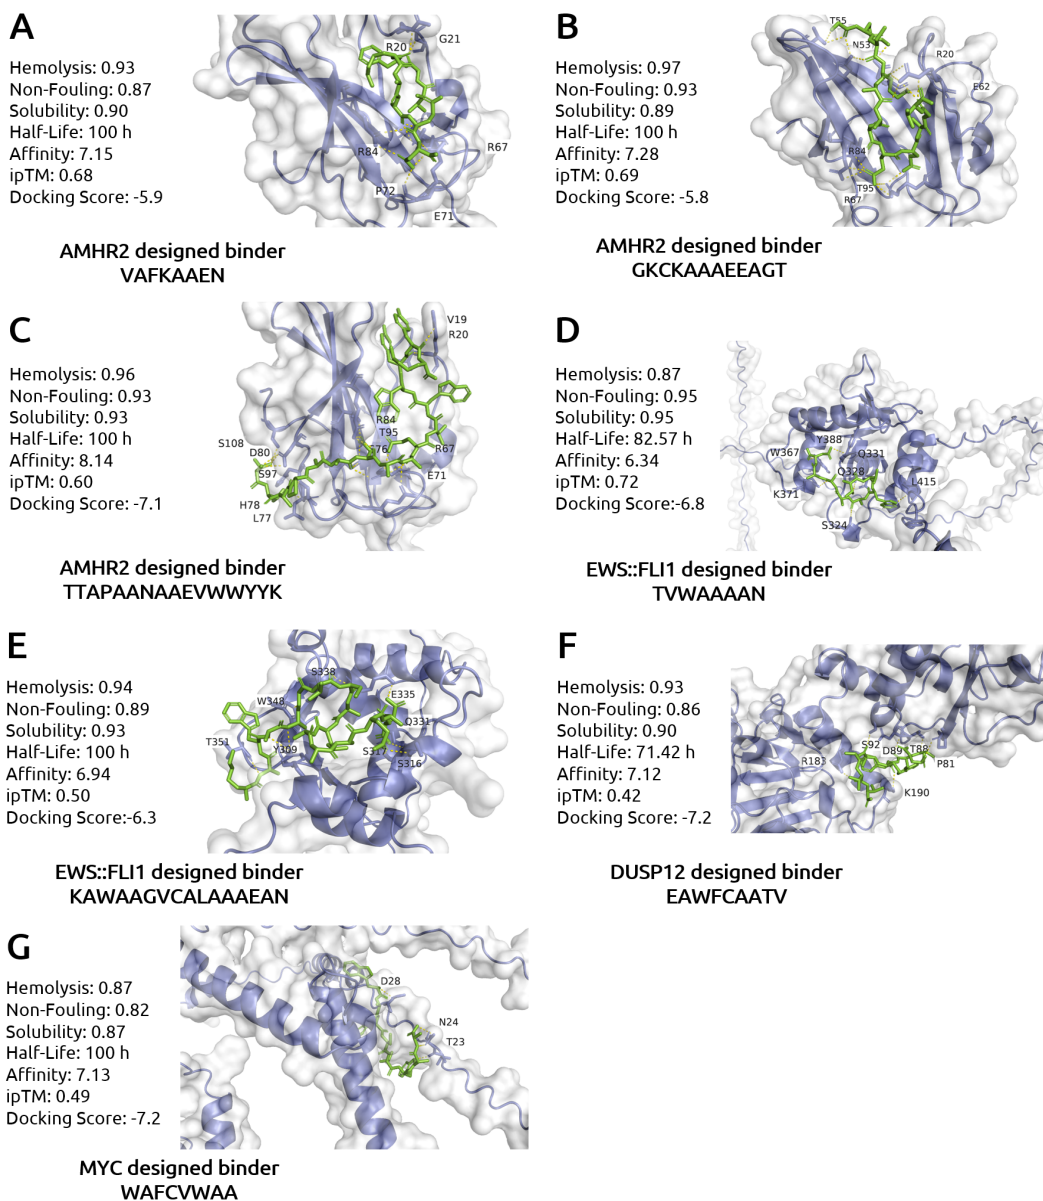 A
Hemolysis: 0.93
Non-Fouling: 0.87
Solubility: 0.90
Half-Life: 100 h
Affinity: 7.15
ipTM: 0.68
Docking Score: -5.9
R20
G21
R84
R67
P72
E71
AMHR2 designed binder
VAFKAAEN
B
Hemolysis: 0.97
Non-Fouling: 0.93
Solubility: 0.89
Half-Life: 100 h
Affinity: 7.28
ipTM: 0.69
Docking Score: -5.8
T55
N53
R20
E62
R84
T95
R67
AMHR2 designed binder
GKCKAAAEEAGT
C
Hemolysis: 0.96
Non-Fouling: 0.93
Solubility: 0.93
Half-Life: 100 h
Affinity: 8.14
ipTM: 0.60
Docking Score: -7.1
V19
R20
R84
T95
S108
D80
E76
R67
S97
E71
H78
L77
AMHR2 designed binder
TTAPAANAAEVWWYYK
D
Hemolysis: 0.87
Non-Fouling: 0.95
Solubility: 0.95
Half-Life: 82.57 h
Affinity: 6.34
ipTM: 0.72
Docking Score:-6.8
Y388
W367
Q331
Q328
K371
L415
S324
EWS::FLI1 designed binder
TVWAAAAN
E
Hemolysis: 0.94
Non-Fouling: 0.89
Solubility: 0.93
Half-Life: 100 h
Affinity: 6.94
ipTM: 0.50
Docking Score:-6.3
S338
W348
E335
Q331
T351
Y309
S317
S316
EWS::FLI1 designed binder
KAWAAGVCALAAAEAN
F
Hemolysis: 0.93
Non-Fouling: 0.86
Solubility: 0.90
Half-Life: 71.42 h
Affinity: 7.12
ipTM: 0.42
Docking Score: -7.2
S92
D89
T88
R183
P81
K190
DUSP12 designed binder
EAWFCAATV
G
Hemolysis: 0.87
Non-Fouling: 0.82
Solubility: 0.87
Half-Life: 100 h
Affinity: 7.13
ipTM: 0.49
Docking Score: -7.2
D28
N24
T23
MYC designed binder
WAFCVWAA